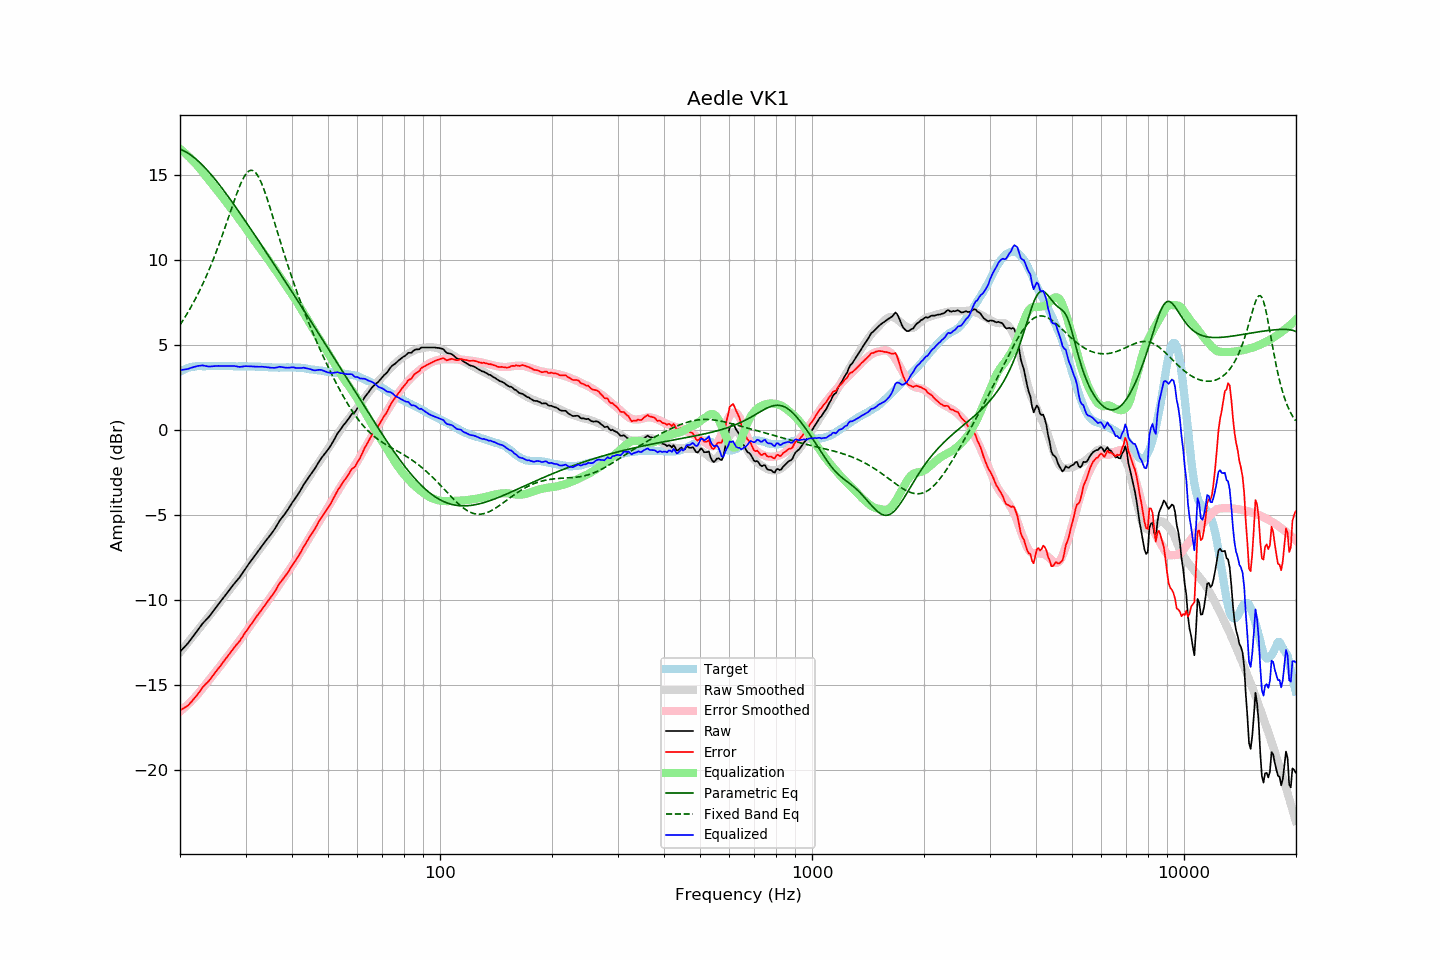 Aedle VK1
Amplitude (dBr)
15
10
5
0
−5
−10
−15
−20
Target
Raw Smoothed
Error Smoothed
Raw
Error
Equalization
Parametric Eq
Fixed Band Eq
Equalized
100
1000
10000
Frequency (Hz)